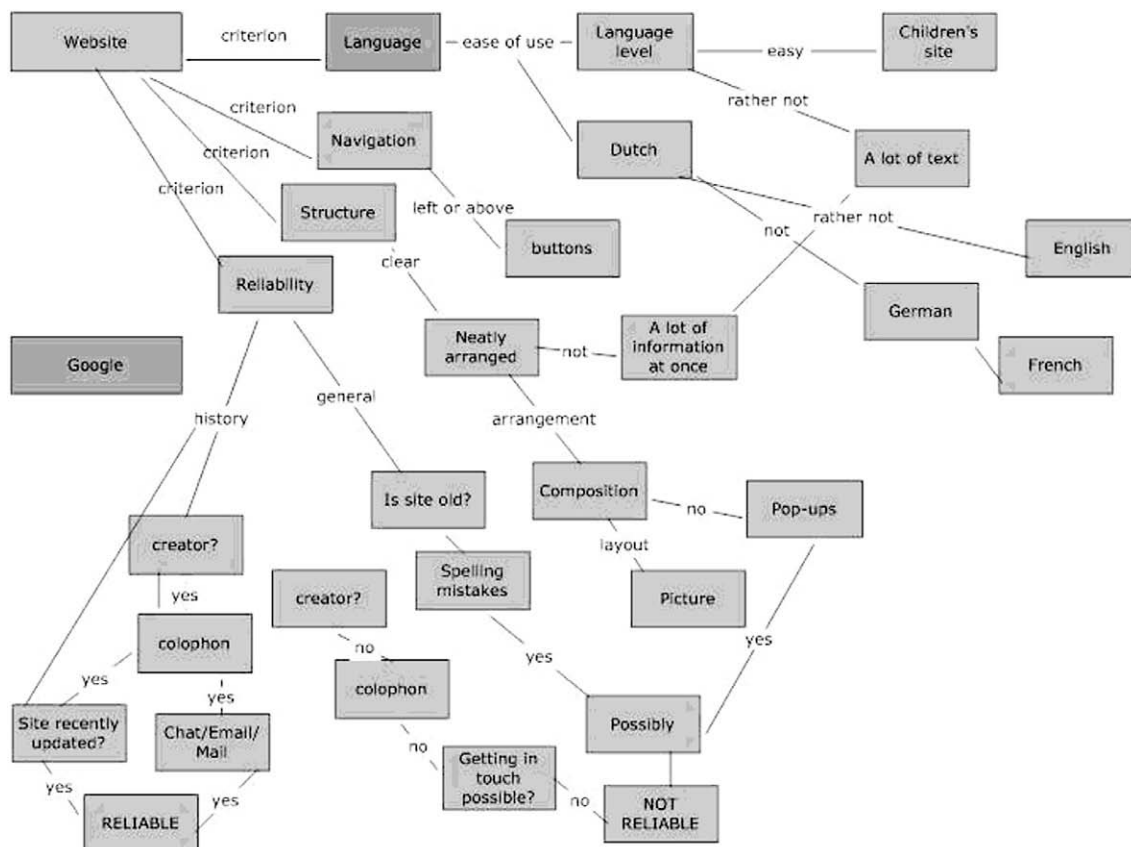 Website
criterion
Language
ease of use
Language
level
easy
Children's
site
criterion
Navigation
rather not
criterion
Dutch
A lot of text
criterion
Structure
left or above
rather not
not
buttons
English
clear
Reliability
German
Neatly
arranged
not
A lot of
information
at once
French
Google
general
history
arrangement
Is site old?
Composition
no
Pop-ups
creator?
layout
Spelling
mistakes
creator?
Picture
yes
colophon
no
yes
yes
yes
colophon
yes
Site recently
updated?
Chat/Email/
Mail
Possibly
no
Getting in
touch
possible?
yes
yes
no
RELIABLE
NOT
RELIABLE